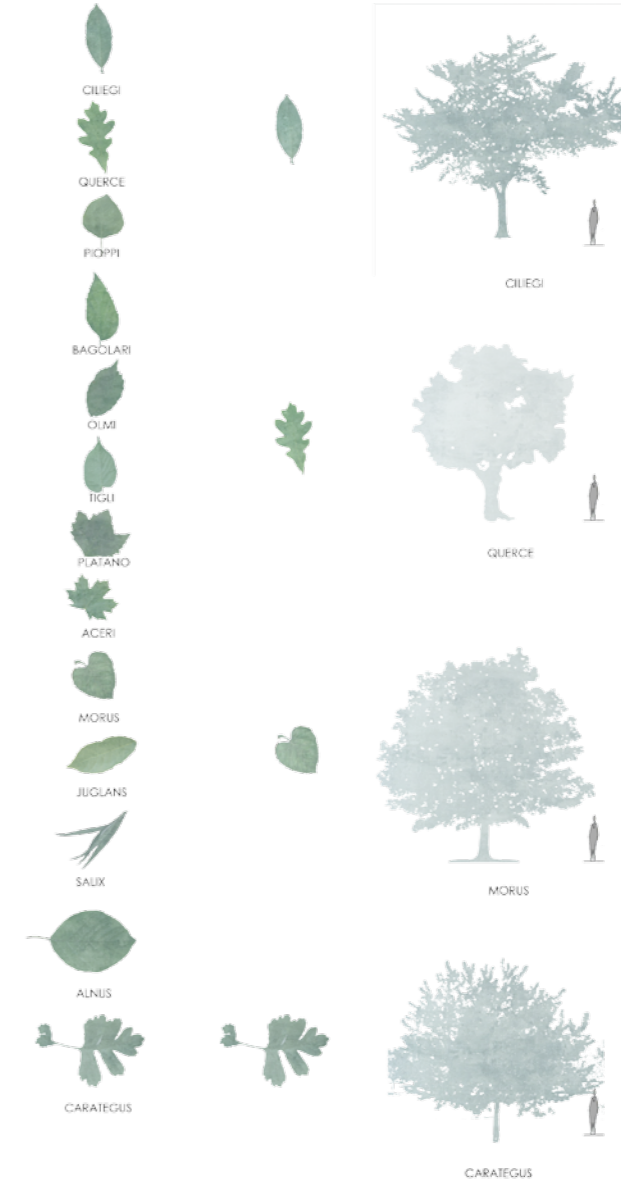 CILIEGI
QUERCE
PIOPPI
BAGOLARI
OLMI
TIGLI
PLATANO
ACERI
MORUS
JUGLANS
SALIX
ALNUS
CARATEGUS
CILIEGI
QUERCE
MORUS
CARATEGUS